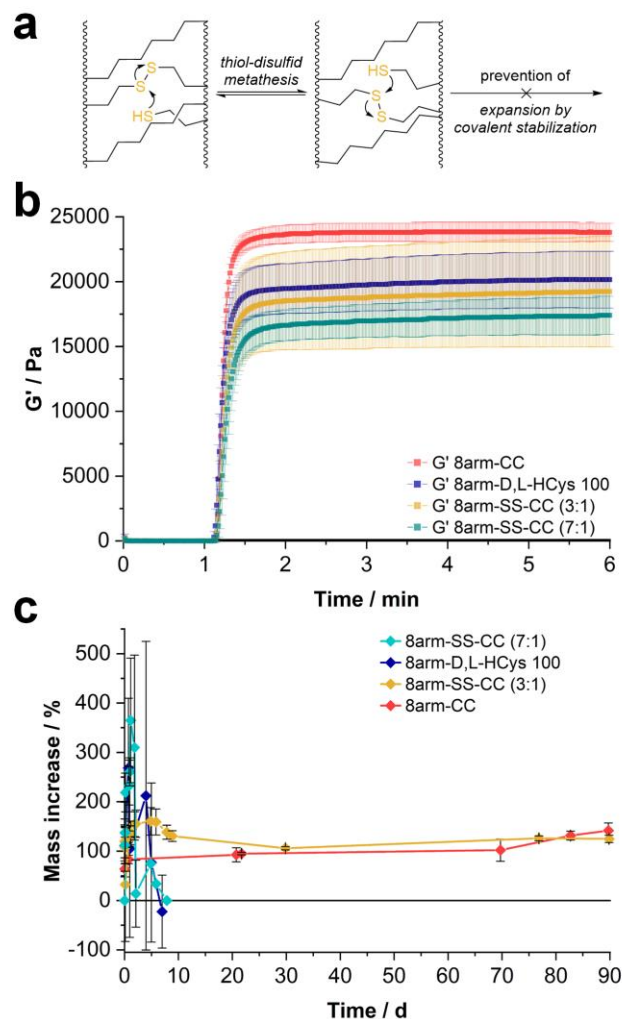 a
thiol-disulfid
metathesis
prevention of
expansion by
covalent stabilization
S
S
HS
HS
S
S
b
25000
20000
15000
10000
5000
0
G' / Pa
G' 8arm-CC
G' 8arm-D,L-HCys 100
G' 8arm-SS-CC (3:1)
G' 8arm-SS-CC (7:1)
0 1 2 3 4 5 6
Time / min
c
500
400
300
200
100
0
-100
Mass increase / %
8arm-SS-CC (7:1)
8arm-D,L-HCys 100
8arm-SS-CC (3:1)
8arm-CC
0 10 20 30 40 50 60 70 80 90
Time / d